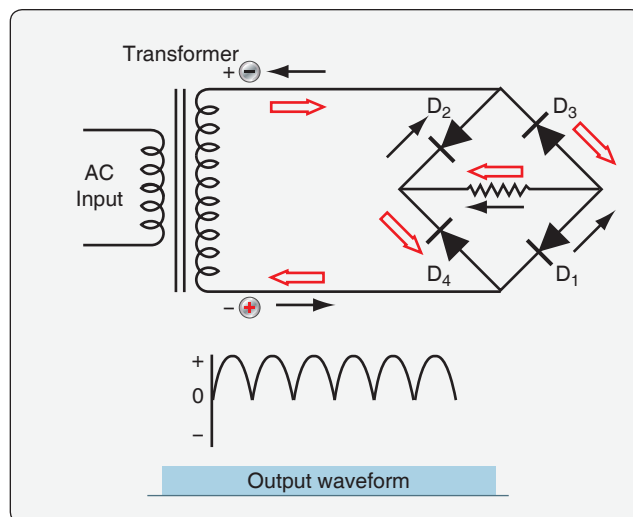 Transformer
+ −
D₂
D₃
AC
Input
D₄
D₁
− +
+
0
−
Output waveform